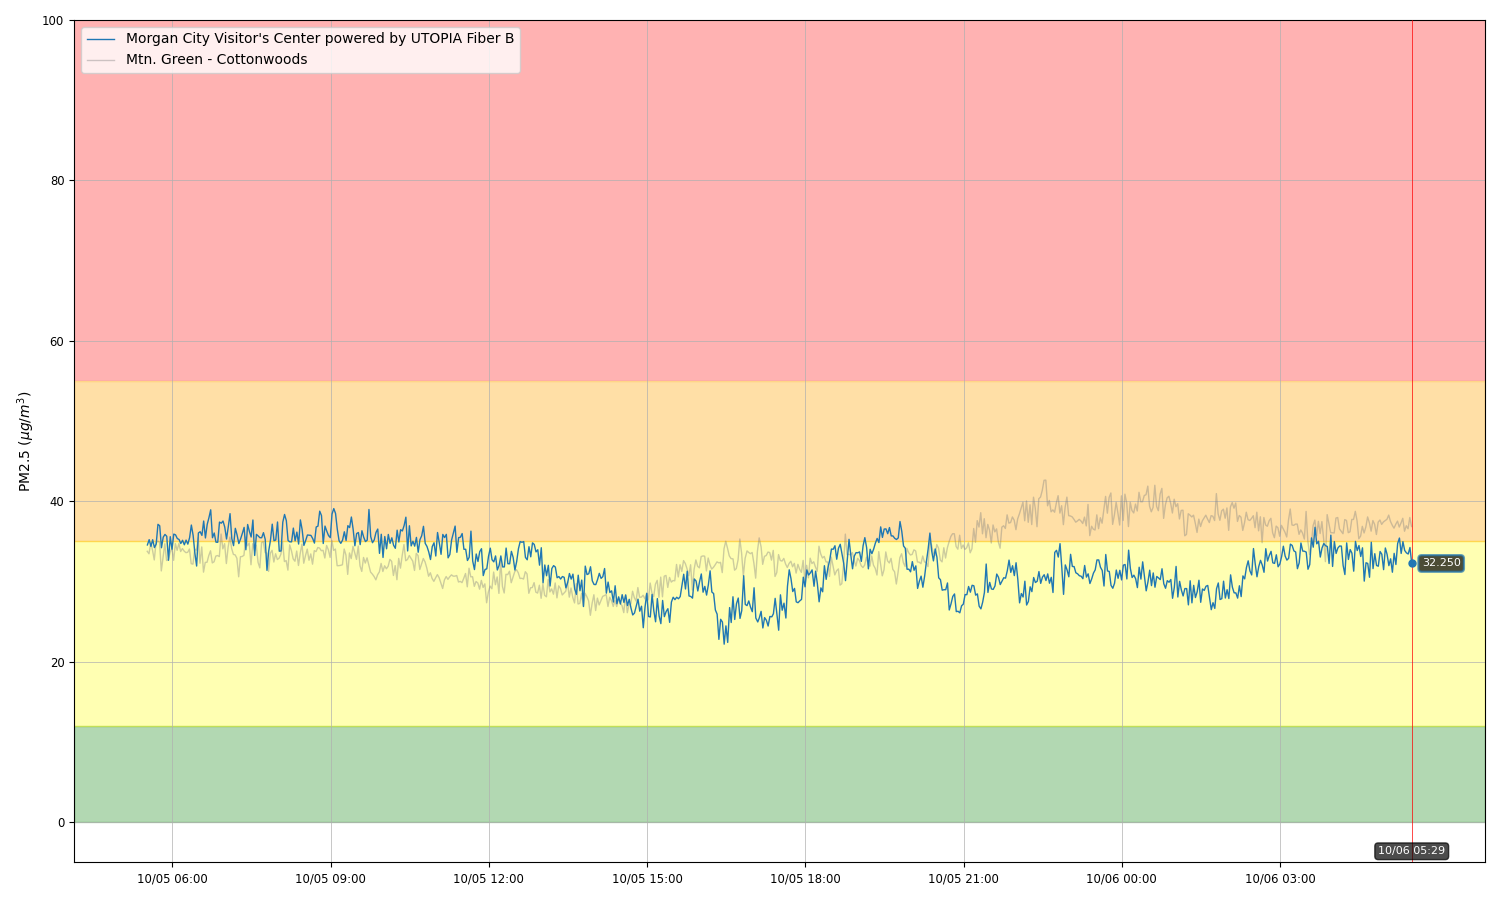 100
Morgan City Visitor's Center powered by UTOPIA Fiber B
Mtn. Green - Cottonwoods
80
60
PM2.5 (μg/m³)
40
32.250
20
0
10/06 05:29
10/05 06:00 10/05 09:00 10/05 12:00 10/05 15:00 10/05 18:00 10/05 21:00 10/06 00:00 10/06 03:00